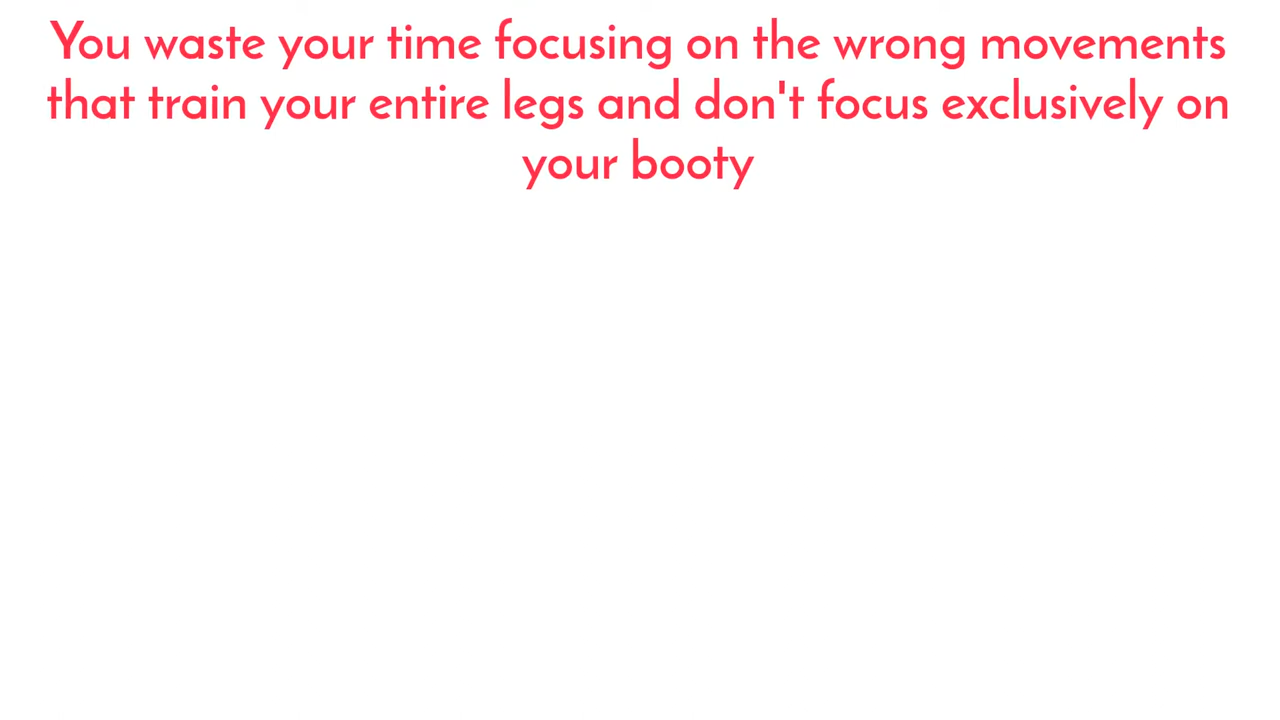 You waste your time focusing on the wrong movements
that train your entire legs and don't focus exclusively on
your booty